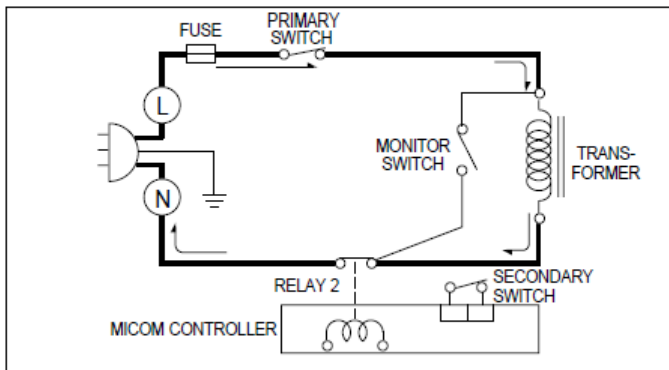 FUSE
PRIMARY
SWITCH
L
MONITOR
SWITCH
TRANS-
FORMER
N
RELAY 2
SECONDARY
SWITCH
MICOM CONTROLLER